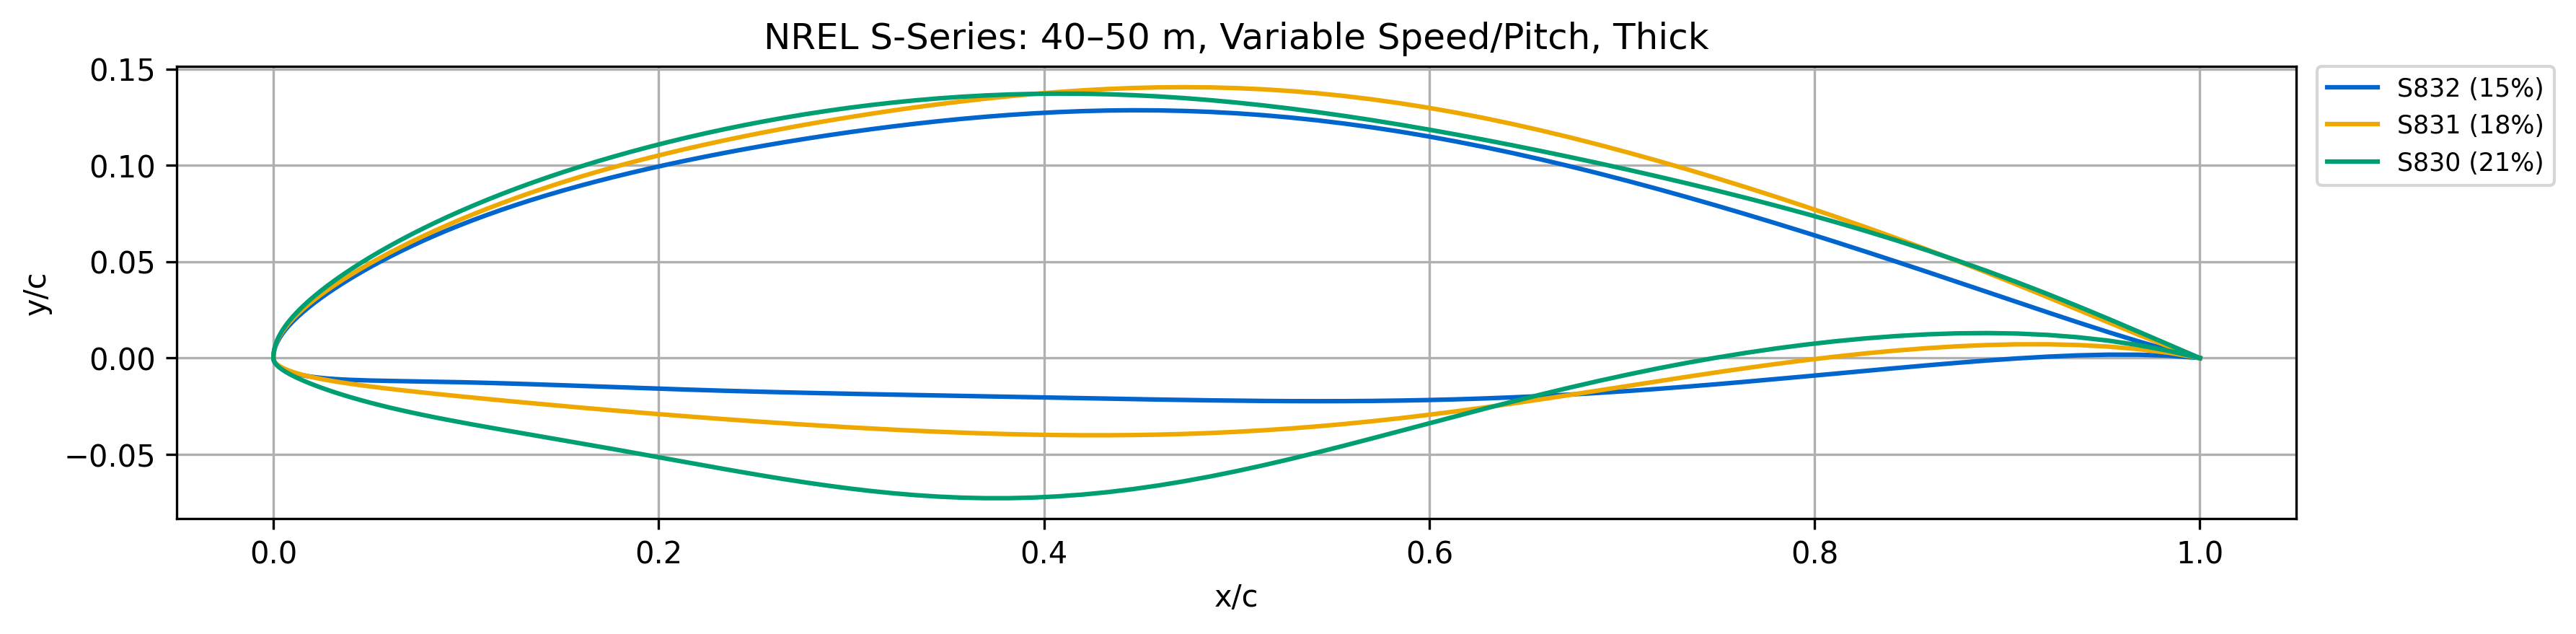 NREL S-Series: 40–50 m, Variable Speed/Pitch, Thick
0.15
0.10
0.05
0.00
−0.05
y/c
0.0 0.2 0.4 0.6 0.8 1.0
x/c
S832 (15%)
S831 (18%)
S830 (21%)